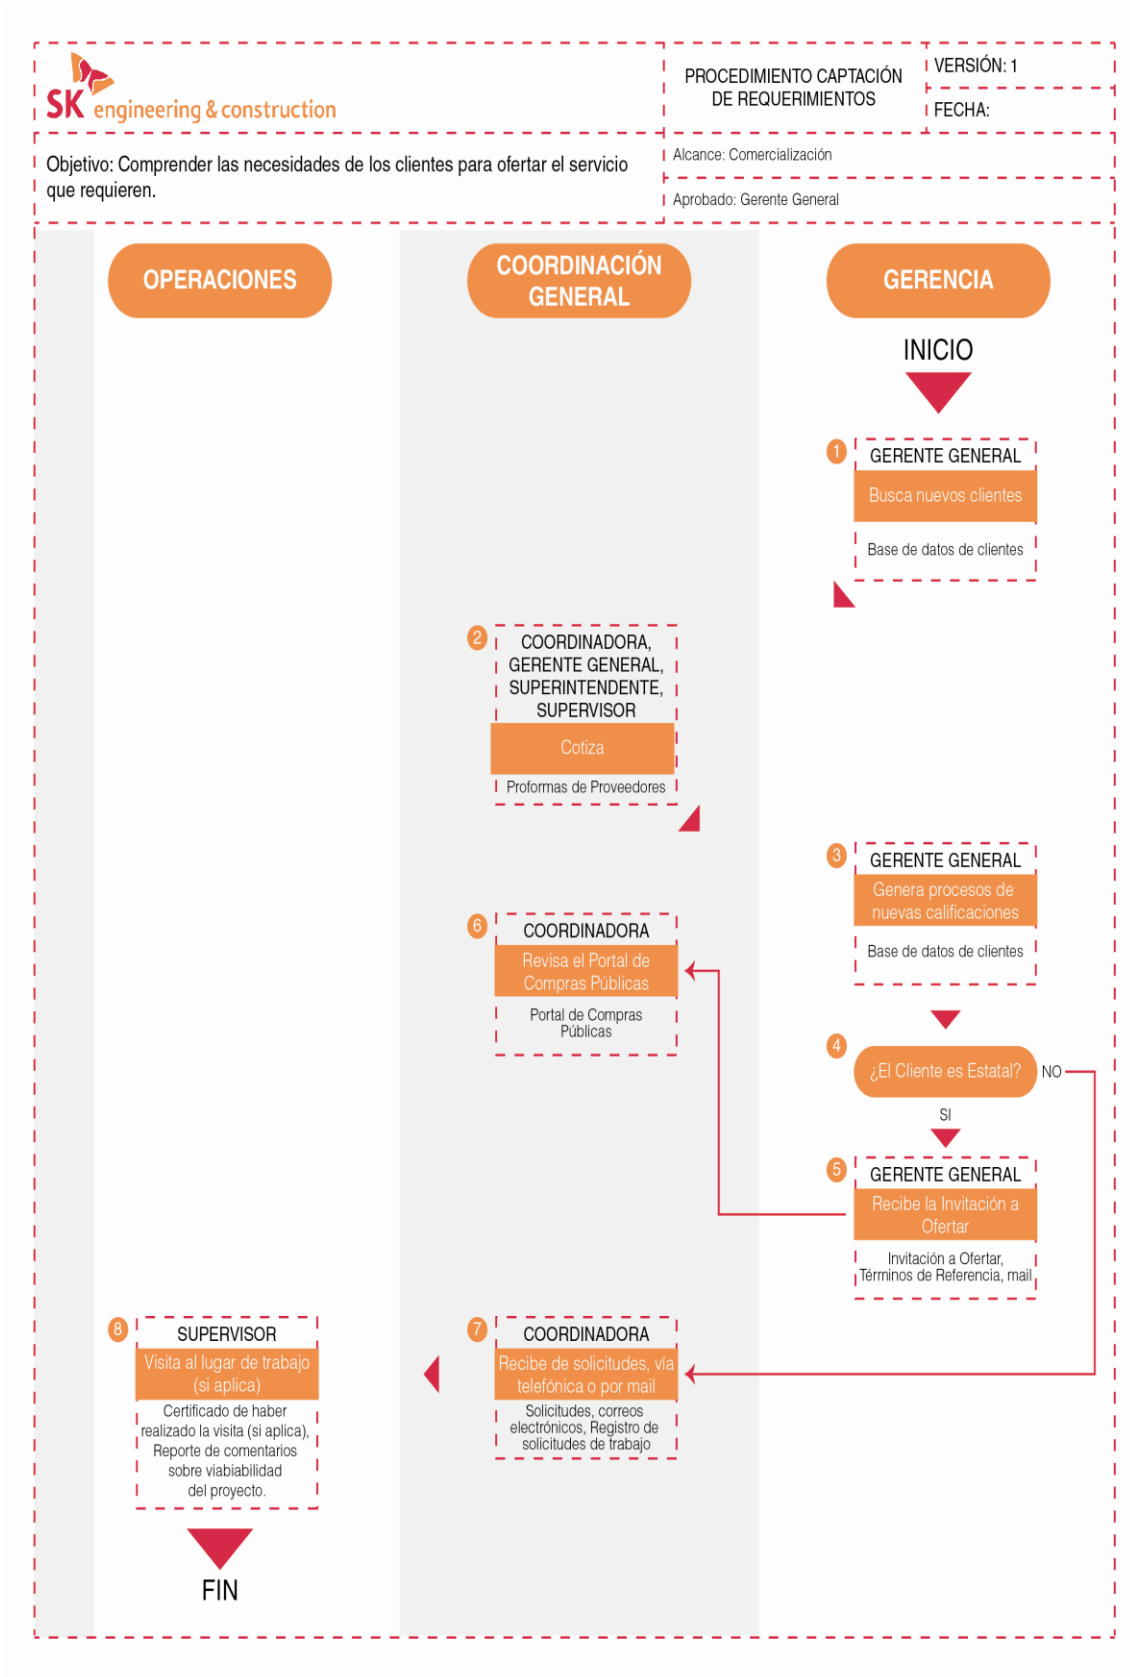 SK engineering & construction
PROCEDIMIENTO CAPTACIÓN
DE REQUERIMIENTOS
VERSIÓN: 1
FECHA:
Objetivo: Comprender las necesidades de los clientes para ofertar el servicio
que requieren.
Alcance: Comercialización
Aprobado: Gerente General
OPERACIONES
COORDINACIÓN
GENERAL
GERENCIA
INICIO
1
GERENTE GENERAL
Busca nuevos clientes
Base de datos de clientes
2
COORDINADORA,
GERENTE GENERAL,
SUPERINTENDENTE,
SUPERVISOR
Cotiza
Proformas de Proveedores
3
GERENTE GENERAL
Genera procesos de
nuevas calificaciones
Base de datos de clientes
4
¿El Cliente es Estatal?
NO
SI
5
GERENTE GENERAL
Recibe la Invitación a
Ofertar
Invitación a Ofertar,
Términos de Referencia, mail
6
COORDINADORA
Revisa el Portal de
Compras Públicas
Portal de Compras
Públicas
7
COORDINADORA
Recibe de solicitudes, vía
telefónica o por mail
Solicitudes, correos
electrónicos, Registro de
solicitudes de trabajo
8
SUPERVISOR
Visita al lugar de trabajo
(si aplica)
Certificado de haber
realizado la visita (si aplica),
Reporte de comentarios
sobre viabiabilidad
del proyecto.
FIN